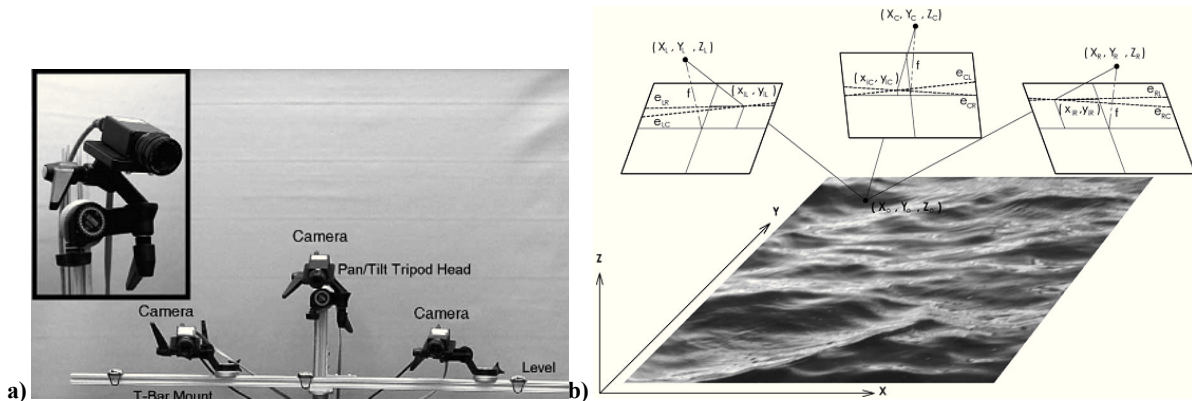 a)
Camera
Pan/Tilt Tripod Head
Camera
Camera
Level
T-Bar Mount
b)
( X_C , Y_C , Z_C )
( X_L , Y_L , Z_L )
( X_R , Y_R , Z_R )
f
(x_IC, y_IC)
e_CL
e_CR
f
(x_IL, y_IL)
e_LR
e_LC
e_RL
(x_IR, y_IR)
f
e_RC
( X_o , Y_o , Z_o )
Y
Z
X